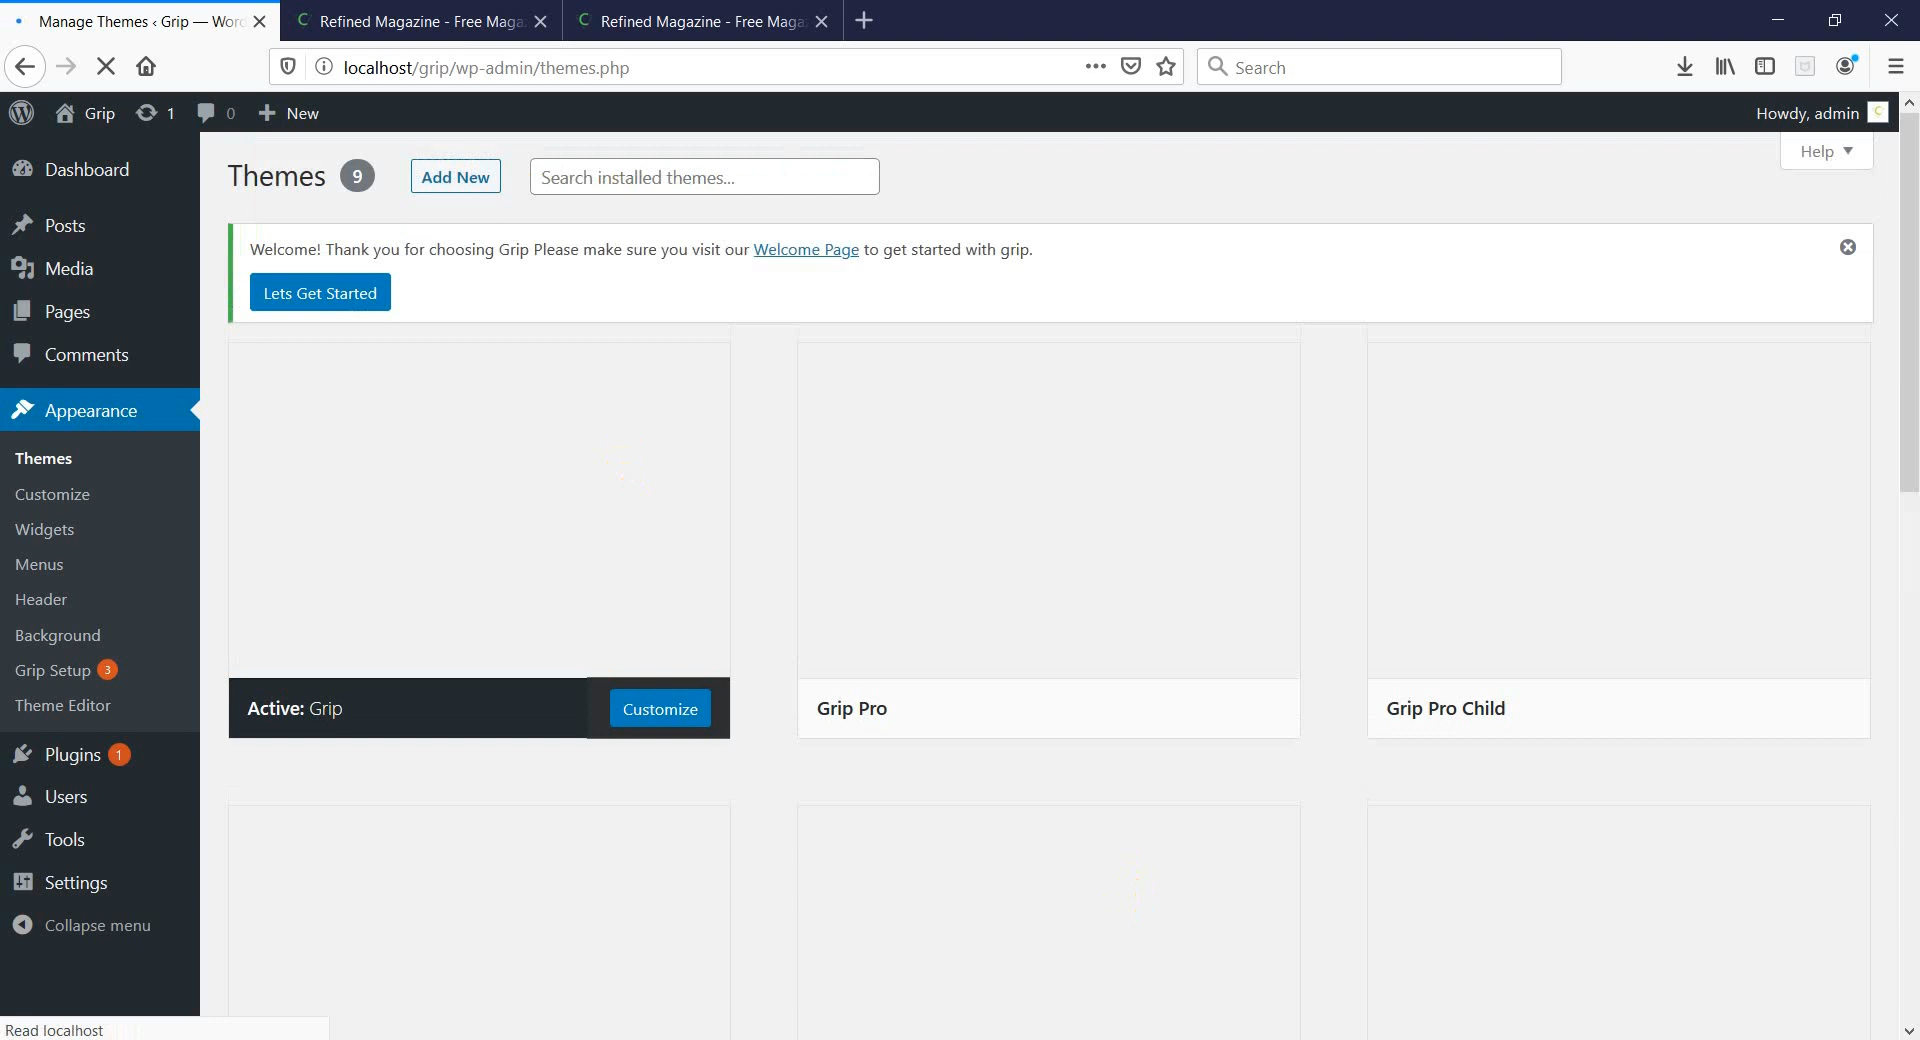 Manage Themes ‹ Grip — Word
Refined Magazine - Free Maga
Refined Magazine - Free Maga
localhost/grip/wp-admin/themes.php
Search
Grip
1
0
New
Howdy, admin
Dashboard
Posts
Media
Pages
Comments
Appearance
Themes
Customize
Widgets
Menus
Header
Background
Grip Setup 3
Theme Editor
Plugins 1
Users
Tools
Settings
Collapse menu
Read localhost
Help
Themes 9
Add New
Search installed themes...
Welcome! Thank you for choosing Grip Please make sure you visit our Welcome Page to get started with grip.
Lets Get Started
Active: Grip
Customize
Grip Pro
Grip Pro Child